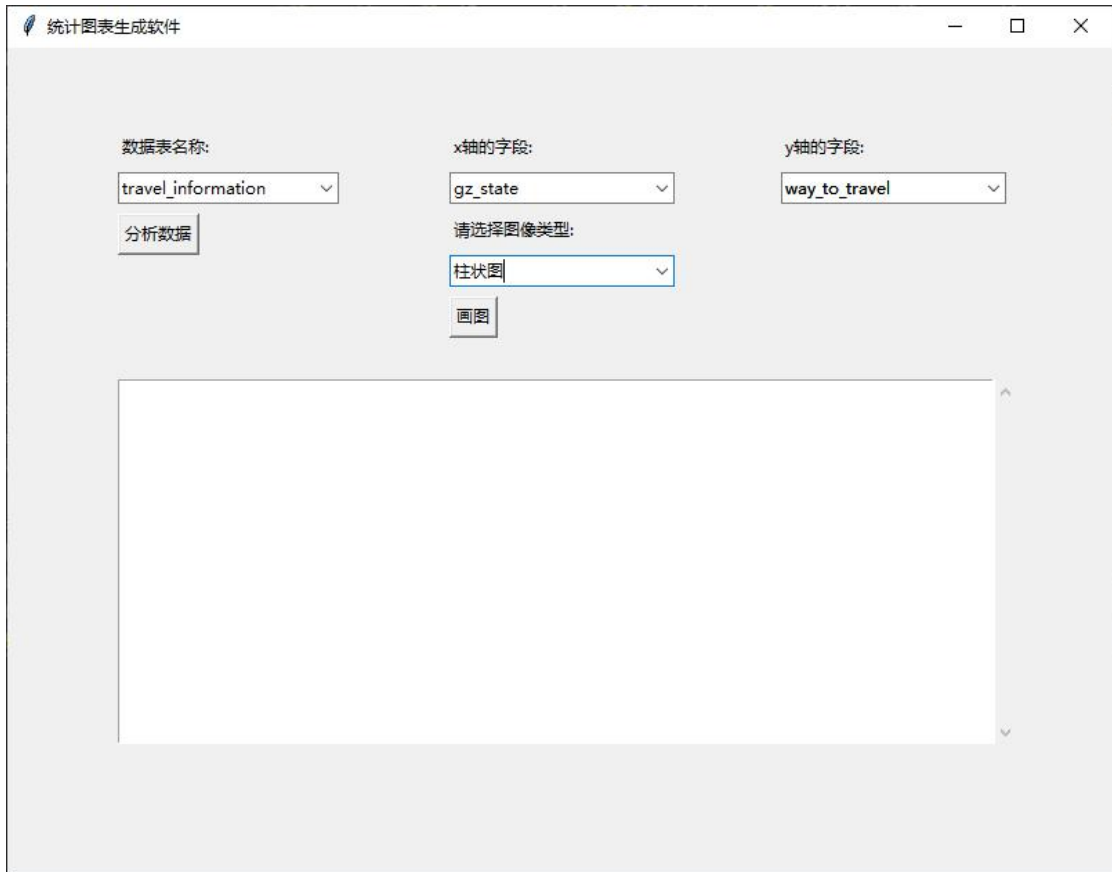 统计图表生成软件
数据表名称: x轴的字段: y轴的字段:
travel_information gz_state way_to_travel
分析数据 请选择图像类型:
柱状图
画图